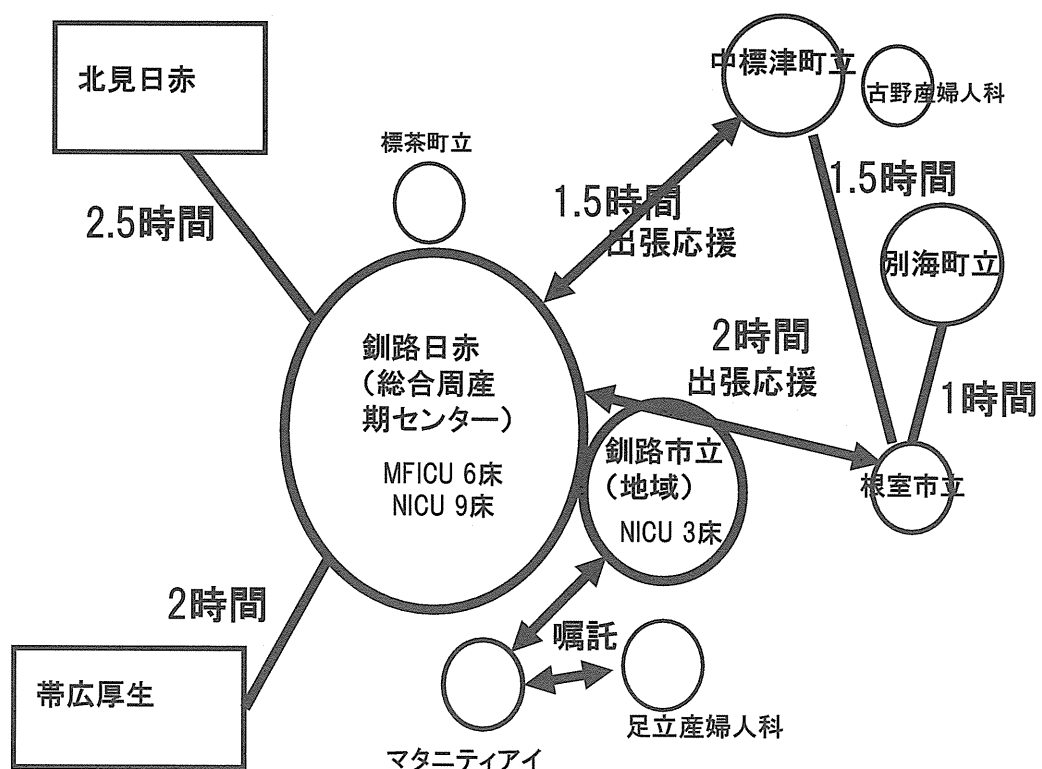 北見日赤
2.5時間
標茶町立
中標津町立
古野産婦人科
1.5時間
出張応援
1.5時間
別海町立
釧路日赤
（総合周産
期センター）
MFICU 6床
NICU 9床
2時間
出張応援
1時間
釧路市立
（地域）
NICU 3床
根室市立
2時間
帯広厚生
嘱託
マタニティアイ
足立産婦人科